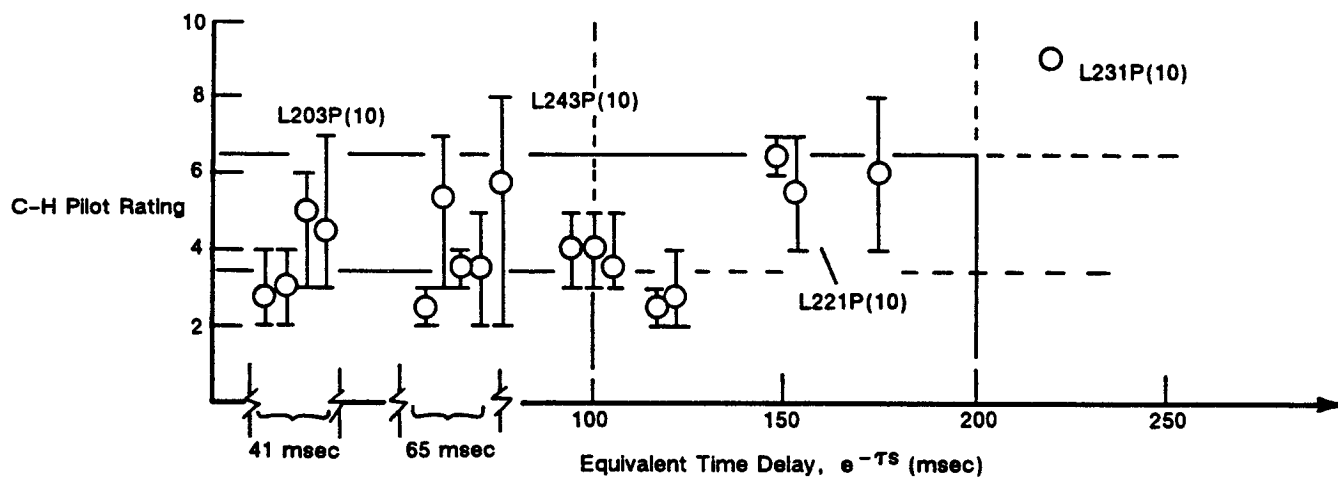 10
8
6
4
2
C-H Pilot Rating
L203P(10)
L243P(10)
L231P(10)
L221P(10)
41 msec
65 msec
100
150
200
250
Equivalent Time Delay, e^{-τs} (msec)